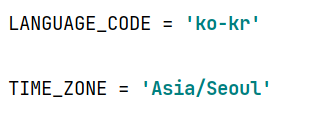 LANGUAGE_CODE = 'ko-kr'
TIME_ZONE = 'Asia/Seoul'